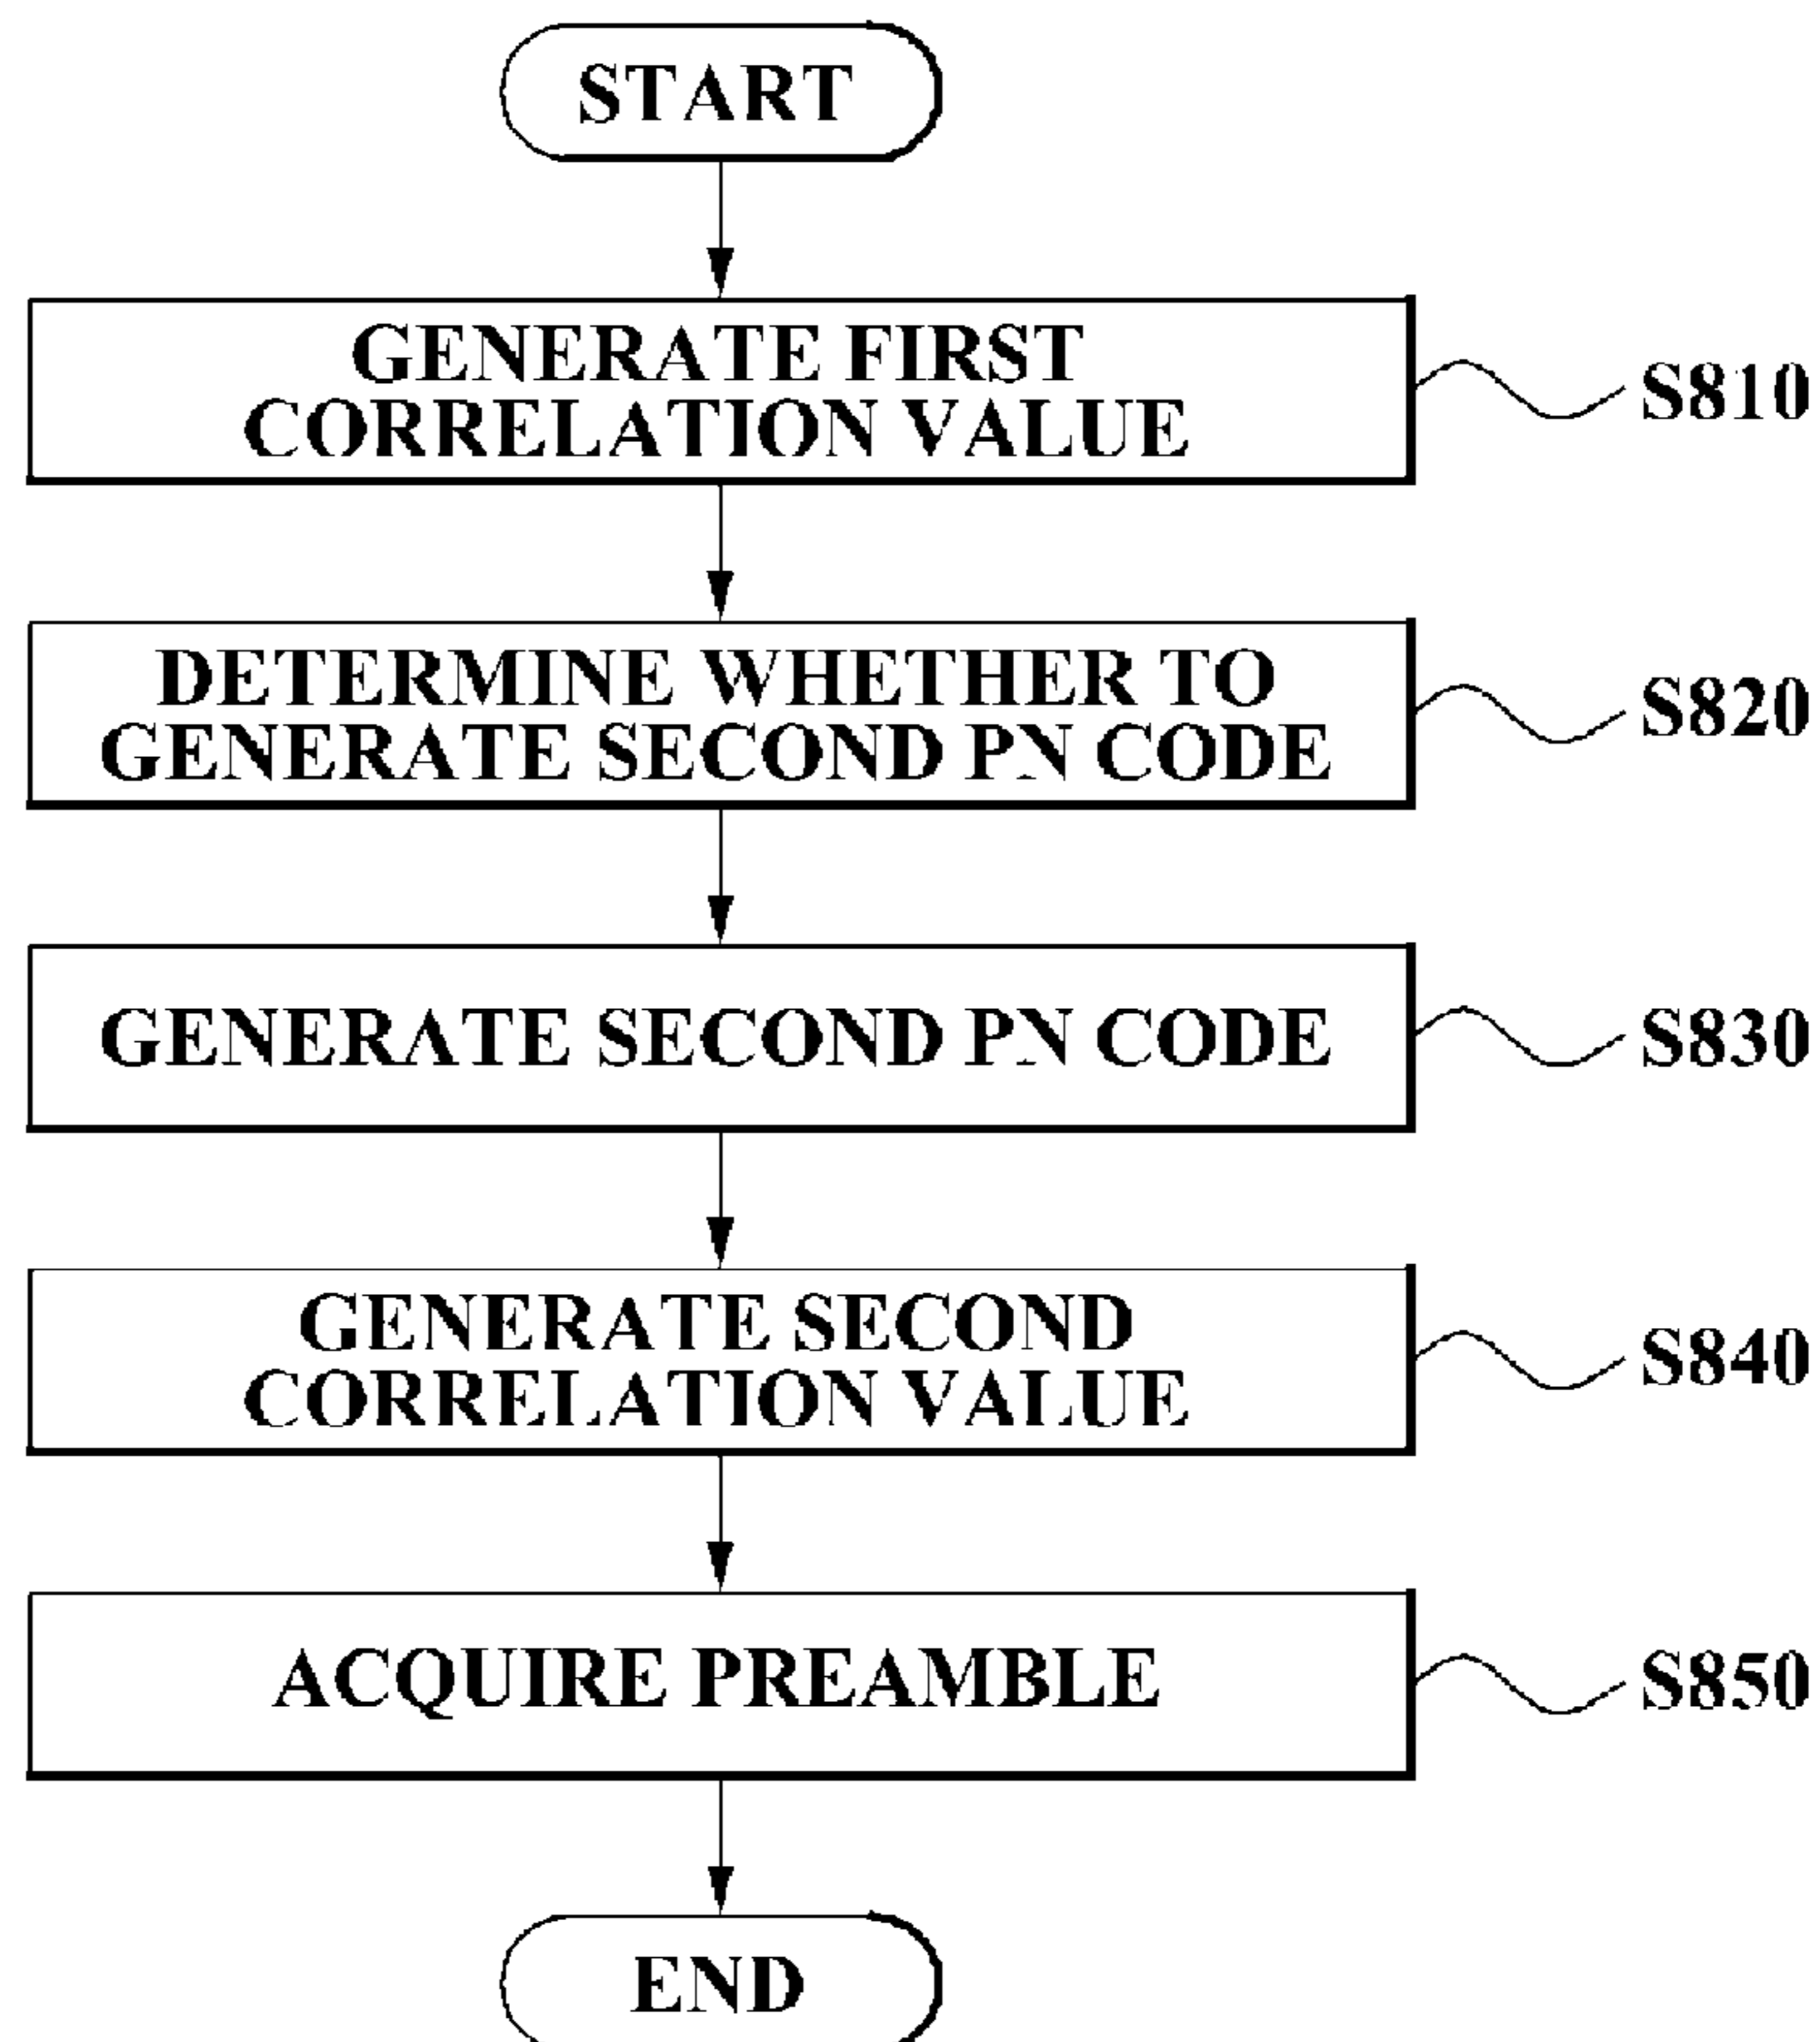 START
GENERATE FIRST
CORRELATION VALUE
S810
DETERMINE WHETHER TO
GENERATE SECOND PN CODE
S820
GENERATE SECOND PN CODE
S830
GENERATE SECOND
CORRELATION VALUE
S840
ACQUIRE PREAMBLE
S850
END